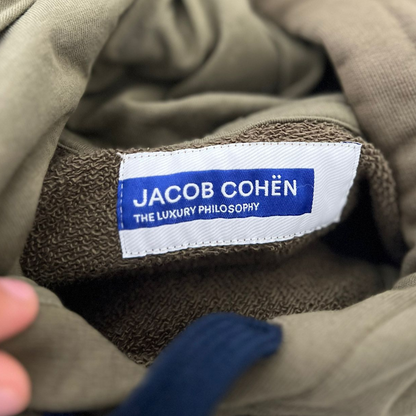 JACOB COHËN
THE LUXURY PHILOSOPHY